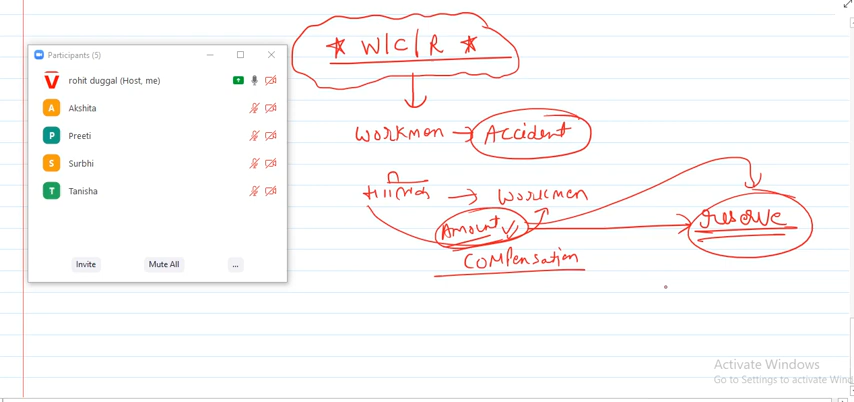 ★ W/C/R ★
Participants (5)
rohit duggal (Host, me)
A Akshita
P Preeti
S Surbhi
T Tanisha
Invite Mute All ...
Workmen → Accident
→ Workmen
Amount ✓
reserve
Compensation
Activate Windows
Go to Settings to activate Wind